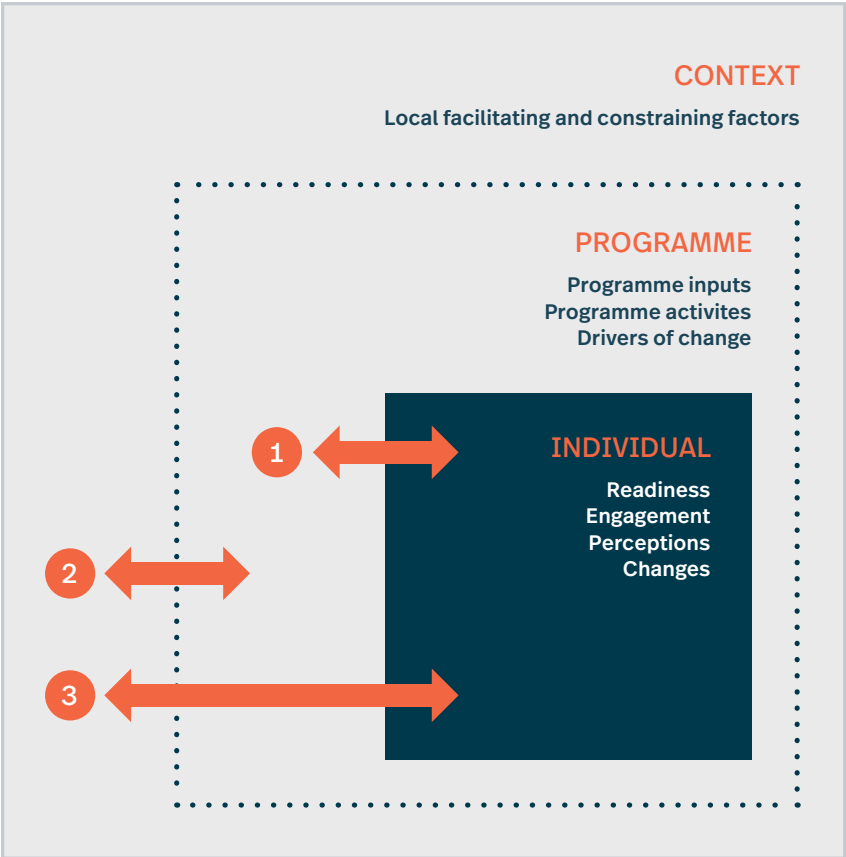 CONTEXT
Local facilitating and constraining factors
PROGRAMME
Programme inputs
Programme activites
Drivers of change
1
INDIVIDUAL
Readiness
Engagement
Perceptions
Changes
2
3